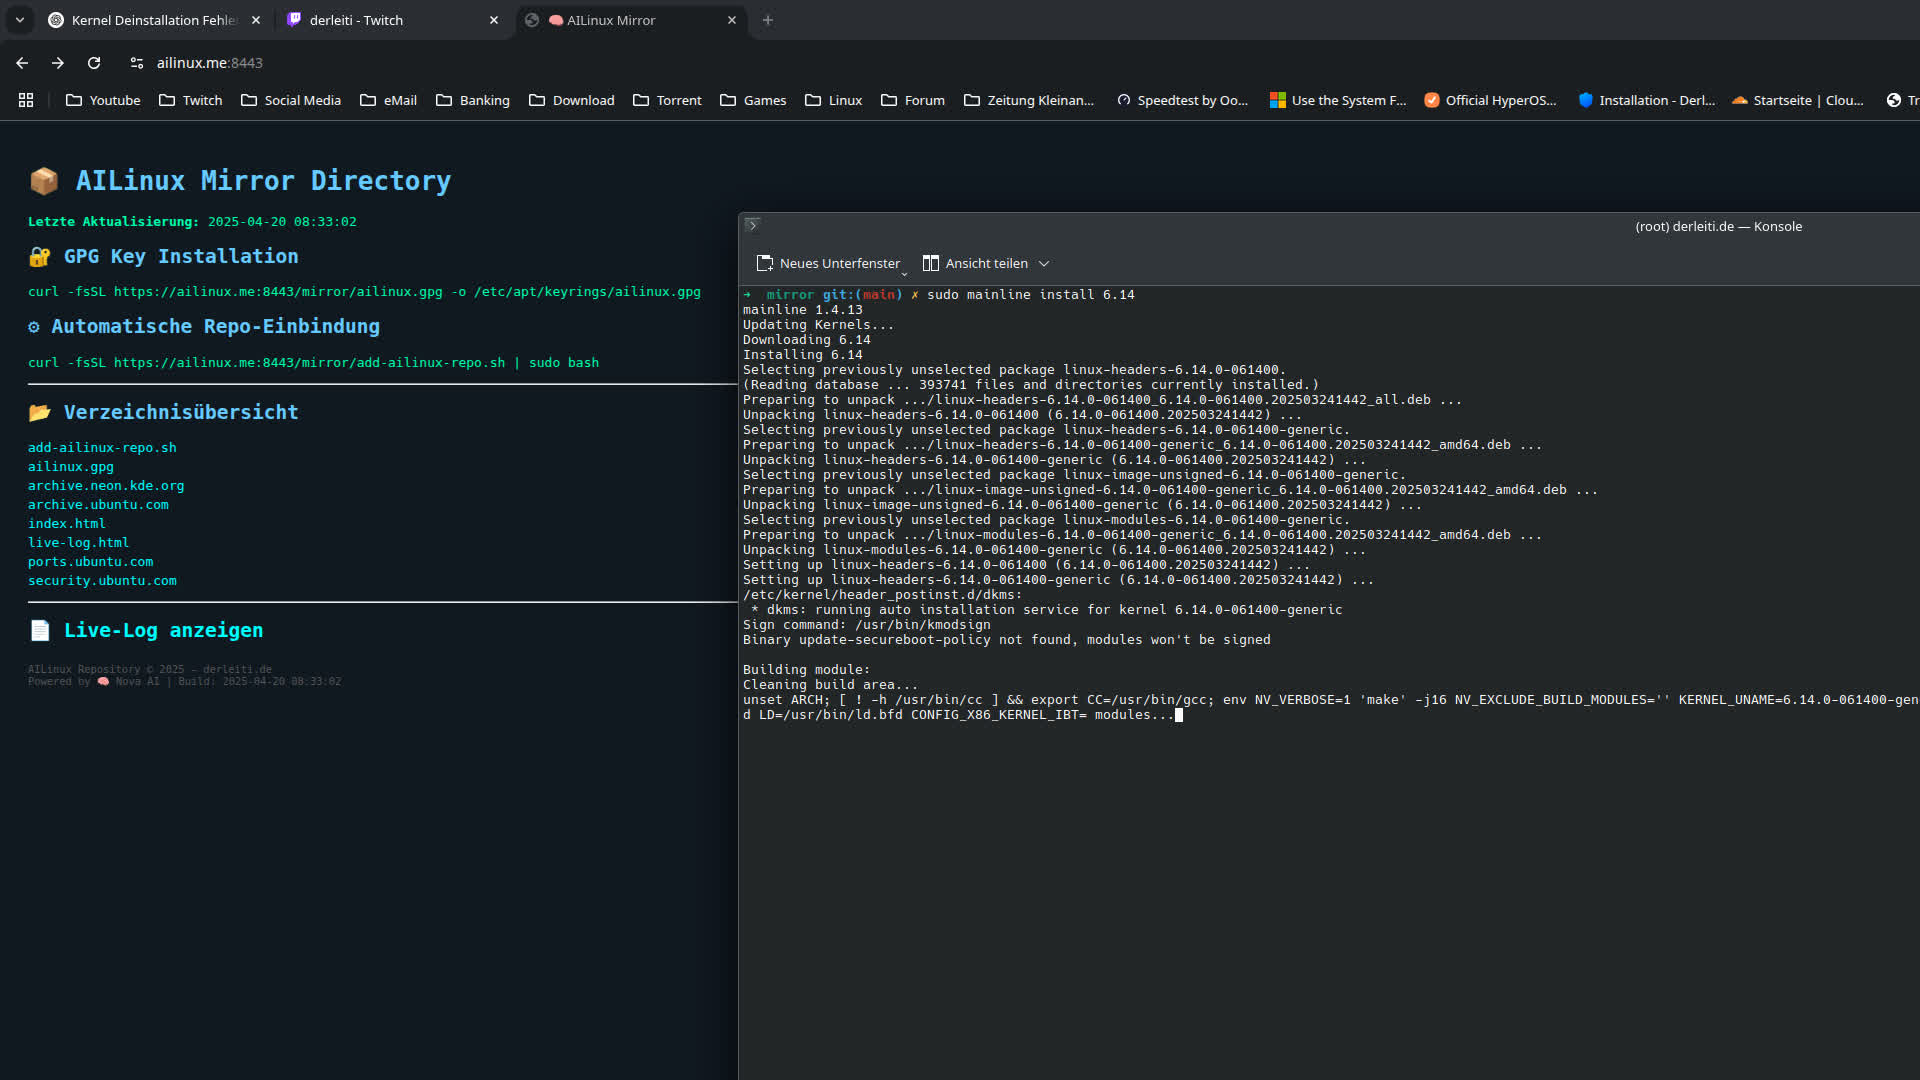 Kernel Deinstallation Fehle
derleiti - Twitch
AILinux Mirror
ailinux.me:8443
Youtube
Twitch
Social Media
eMail
Banking
Download
Torrent
Games
Linux
Forum
Zeitung Kleinan...
Speedtest by Oo...
Use the System F...
Official HyperOS...
Installation - Derl...
Startseite | Clou...
Tr
AILinux Mirror Directory
Letzte Aktualisierung: 2025-04-20 08:33:02
GPG Key Installation
curl -fsSL https://ailinux.me:8443/mirror/ailinux.gpg -o /etc/apt/keyrings/ailinux.gpg
Automatische Repo-Einbindung
curl -fsSL https://ailinux.me:8443/mirror/add-ailinux-repo.sh | sudo bash
Verzeichnisübersicht
add-ailinux-repo.sh
ailinux.gpg
archive.neon.kde.org
archive.ubuntu.com
index.html
live-log.html
ports.ubuntu.com
security.ubuntu.com
Live-Log anzeigen
AILinux Repository © 2025 - derleiti.de
Powered by 🧠 Nova AI | Build: 2025-04-20 08:33:02
(root) derleiti.de — Konsole
Neues Unterfenster
Ansicht teilen
➜  mirror git:(main) ✗ sudo mainline install 6.14
mainline 1.4.13
Updating Kernels...
Downloading 6.14
Installing 6.14
Selecting previously unselected package linux-headers-6.14.0-061400.
(Reading database ... 393741 files and directories currently installed.)
Preparing to unpack .../linux-headers-6.14.0-061400_6.14.0-061400.202503241442_all.deb ...
Unpacking linux-headers-6.14.0-061400 (6.14.0-061400.202503241442) ...
Selecting previously unselected package linux-headers-6.14.0-061400-generic.
Preparing to unpack .../linux-headers-6.14.0-061400-generic_6.14.0-061400.202503241442_amd64.deb ...
Unpacking linux-headers-6.14.0-061400-generic (6.14.0-061400.202503241442) ...
Selecting previously unselected package linux-image-unsigned-6.14.0-061400-generic.
Preparing to unpack .../linux-image-unsigned-6.14.0-061400-generic_6.14.0-061400.202503241442_amd64.deb ...
Unpacking linux-image-unsigned-6.14.0-061400-generic (6.14.0-061400.202503241442) ...
Selecting previously unselected package linux-modules-6.14.0-061400-generic.
Preparing to unpack .../linux-modules-6.14.0-061400-generic_6.14.0-061400.202503241442_amd64.deb ...
Unpacking linux-modules-6.14.0-061400-generic (6.14.0-061400.202503241442) ...
Setting up linux-headers-6.14.0-061400 (6.14.0-061400.202503241442) ...
Setting up linux-headers-6.14.0-061400-generic (6.14.0-061400.202503241442) ...
/etc/kernel/header_postinst.d/dkms:
 * dkms: running auto installation service for kernel 6.14.0-061400-generic
Sign command: /usr/bin/kmodsign
Binary update-secureboot-policy not found, modules won't be signed
Building module:
Cleaning build area...
unset ARCH; [ ! -h /usr/bin/cc ] && export CC=/usr/bin/gcc; env NV_VERBOSE=1 'make' -j16 NV_EXCLUDE_BUILD_MODULES='' KERNEL_UNAME=6.14.0-061400-gen
d LD=/usr/bin/ld.bfd CONFIG_X86_KERNEL_IBT= modules...